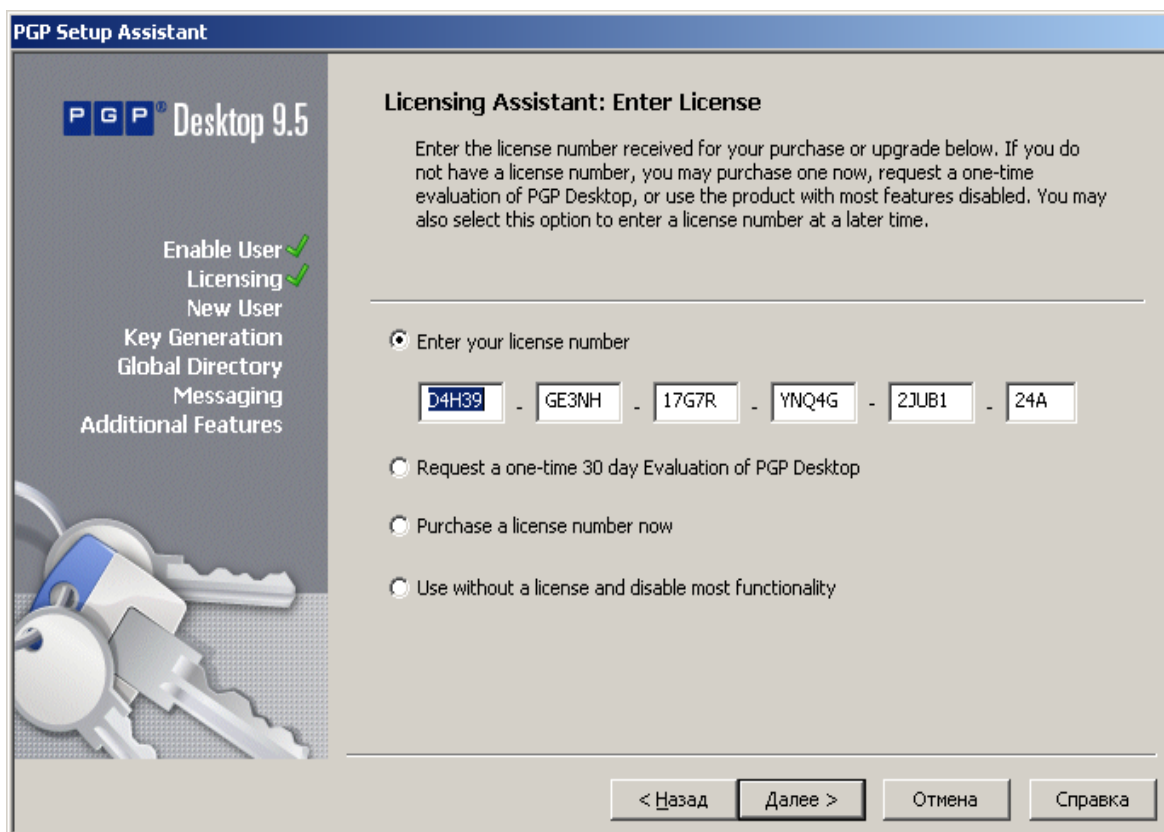 PGP Setup Assistant
PGP® Desktop 9.5
Enable User
Licensing
New User
Key Generation
Global Directory
Messaging
Additional Features
Licensing Assistant: Enter License
Enter the license number received for your purchase or upgrade below. If you do
not have a license number, you may purchase one now, request a one-time
evaluation of PGP Desktop, or use the product with most features disabled. You may
also select this option to enter a license number at a later time.
Enter your license number
D4H39 - GE3NH - 17G7R - YNQ4G - 2JUB1 - 24A
Request a one-time 30 day Evaluation of PGP Desktop
Purchase a license number now
Use without a license and disable most functionality
< Назад Далее > Отмена Справка